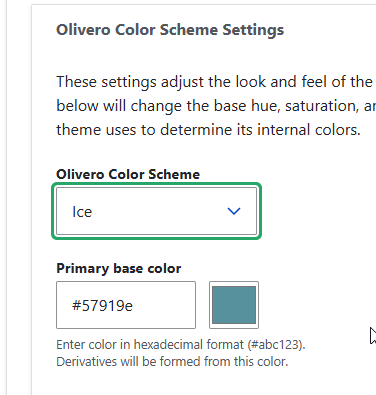 Olivero Color Scheme Settings
These settings adjust the look and feel of the
below will change the base hue, saturation,
theme uses to determine its internal colors.
Olivero Color Scheme
Ice
Primary base color
#57919e
Enter color in hexadecimal format (#abc123).
Derivatives will be formed from this color.